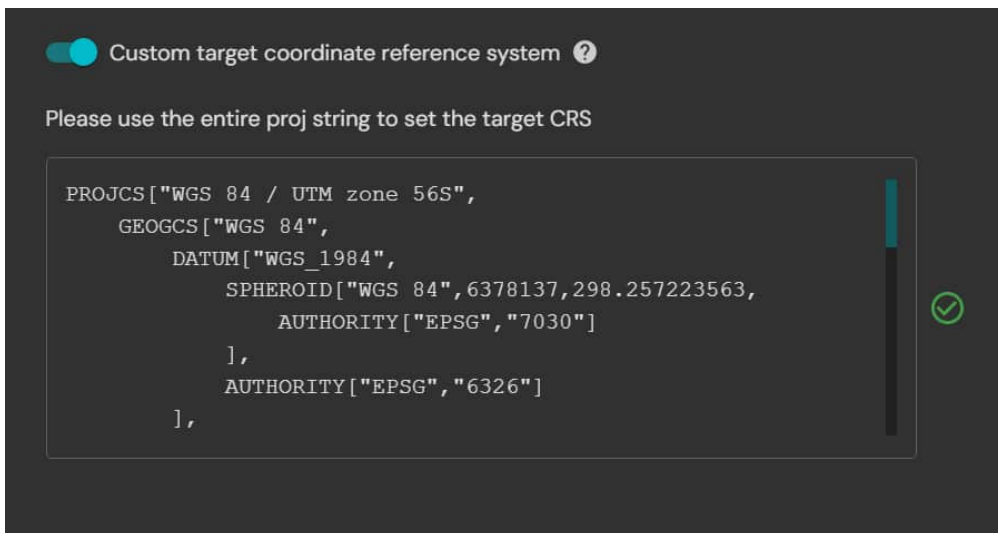 Custom target coordinate reference system ?
Please use the entire proj string to set the target CRS
PROJCS["WGS 84 / UTM zone 56S",
    GEOGCS["WGS 84",
        DATUM["WGS_1984",
            SPHEROID["WGS 84",6378137,298.257223563,
                AUTHORITY["EPSG","7030"]
            ],
            AUTHORITY["EPSG","6326"]
        ],